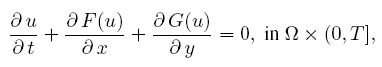 ∂u/∂t + ∂F(u)/∂x + ∂G(u)/∂y = 0, in Ω × (0, T],